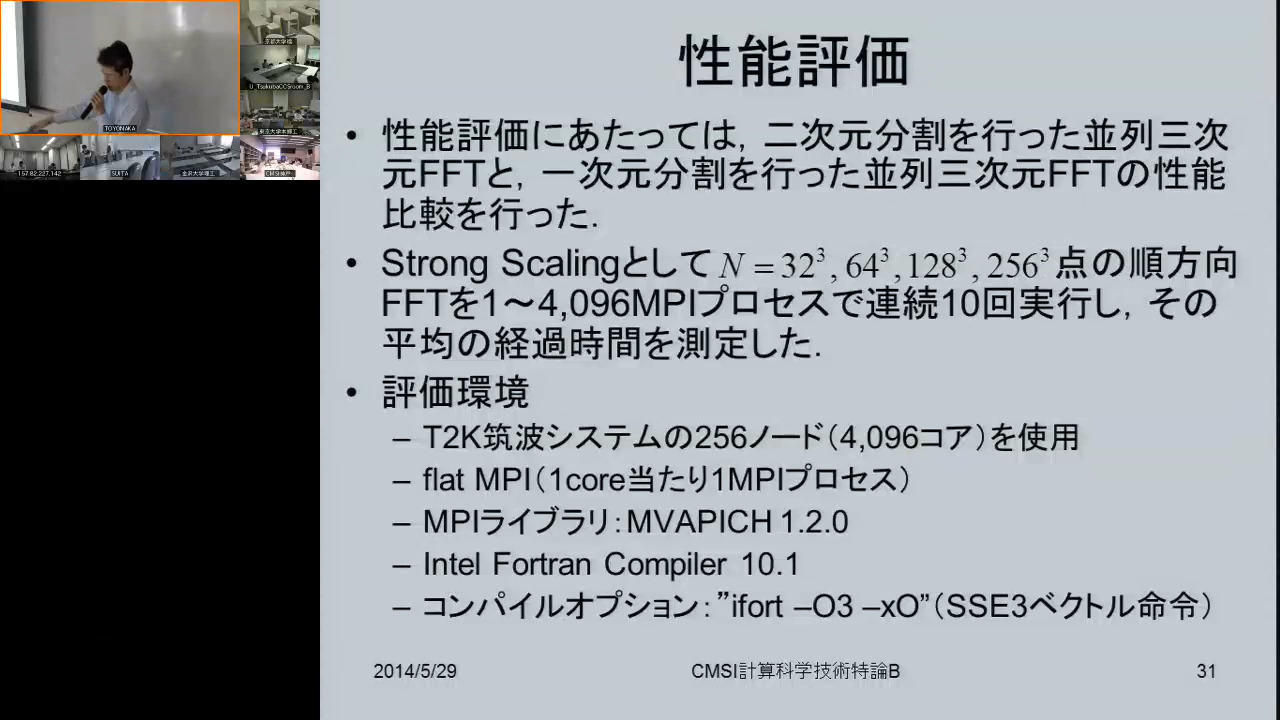 性能評価
• 性能評価にあたっては，二次元分割を行った並列三次
元FFTと，一次元分割を行った並列三次元FFTの性能
比較を行った．
• Strong ScalingとしてN = 32³, 64³, 128³, 256³点の順方向
FFTを1～4,096MPIプロセスで連続10回実行し，その
平均の経過時間を測定した．
• 評価環境
– T2K筑波システムの256ノード（4,096コア）を使用
– flat MPI（1core当たり1MPIプロセス）
– MPIライブラリ：MVAPICH 1.2.0
– Intel Fortran Compiler 10.1
– コンパイルオプション：”ifort –O3 –xO”（SSE3ベクトル命令）
2014/5/29
CMSI計算科学技術特論B
31
TOYONAKA
U_TsukubaCCSroom_B
157.82.227.142
SUITA
金沢大学理工